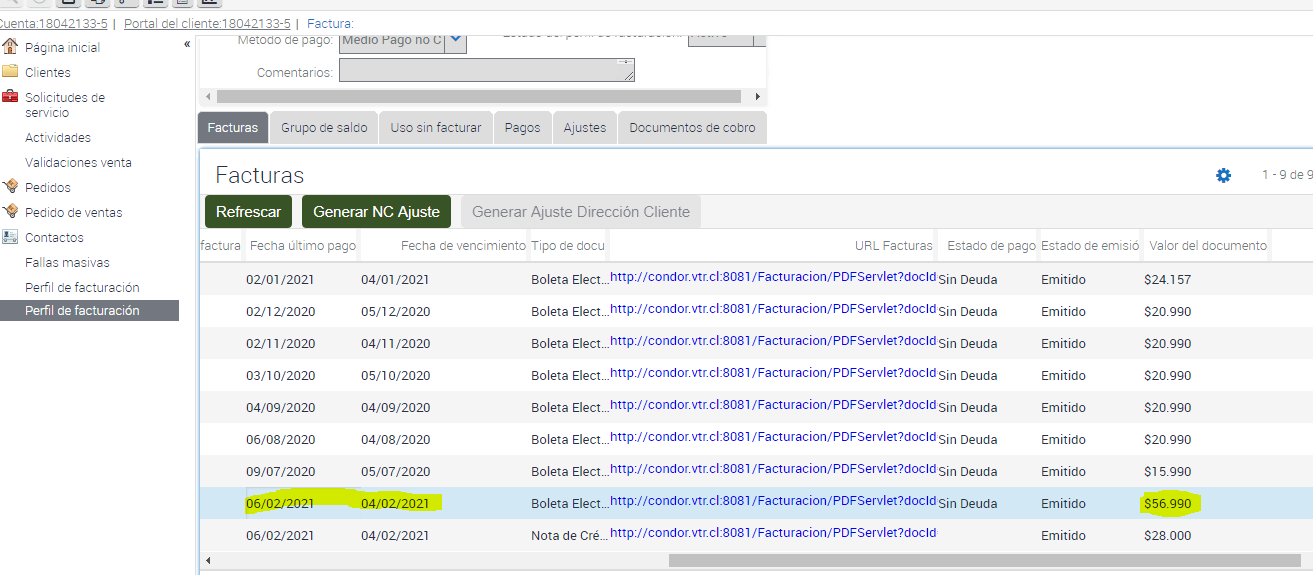 Cuenta:18042133-5 | Portal del cliente:18042133-5 | Factura:
Página inicial
Clientes
Solicitudes de
servicio
Actividades
Validaciones venta
Pedidos
Pedido de ventas
Contactos
Fallas masivas
Perfil de facturación
Perfil de facturación
Método de pago: Medio Pago no C
Estado del perfil de facturación:
Comentarios:
Facturas Grupo de saldo Uso sin facturar Pagos Ajustes Documentos de cobro
Facturas 1 - 9 de 9
Refrescar Generar NC Ajuste Generar Ajuste Dirección Cliente
factura Fecha último pago Fecha de vencimiento Tipo de docu URL Facturas Estado de pago Estado de emisió Valor del documento
02/01/2021 04/01/2021 Boleta Elect... http://condor.vtr.cl:8081/Facturacion/PDFServlet?docId Sin Deuda Emitido $24.157
02/12/2020 05/12/2020 Boleta Elect... http://condor.vtr.cl:8081/Facturacion/PDFServlet?docId Sin Deuda Emitido $20.990
02/11/2020 04/11/2020 Boleta Elect... http://condor.vtr.cl:8081/Facturacion/PDFServlet?docId Sin Deuda Emitido $20.990
03/10/2020 05/10/2020 Boleta Elect... http://condor.vtr.cl:8081/Facturacion/PDFServlet?docId Sin Deuda Emitido $20.990
04/09/2020 04/09/2020 Boleta Elect... http://condor.vtr.cl:8081/Facturacion/PDFServlet?docId Sin Deuda Emitido $20.990
06/08/2020 04/08/2020 Boleta Elect... http://condor.vtr.cl:8081/Facturacion/PDFServlet?docId Sin Deuda Emitido $20.990
09/07/2020 05/07/2020 Boleta Elect... http://condor.vtr.cl:8081/Facturacion/PDFServlet?docId Sin Deuda Emitido $15.990
06/02/2021 04/02/2021 Boleta Elect... http://condor.vtr.cl:8081/Facturacion/PDFServlet?docId Sin Deuda Emitido $56.990
06/02/2021 04/02/2021 Nota de Cré... http://condor.vtr.cl:8081/Facturacion/PDFServlet?docId Emitido $28.000